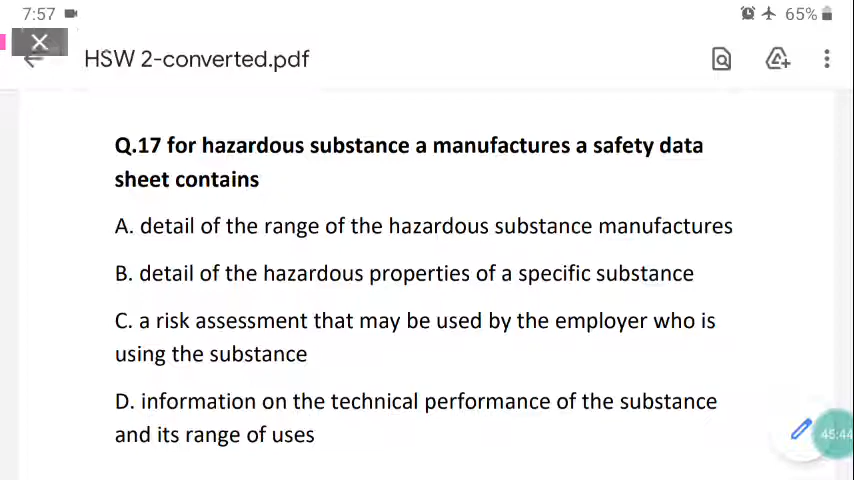 7:57
65%
HSW 2-converted.pdf
Q.17 for hazardous substance a manufactures a safety data
sheet contains
A. detail of the range of the hazardous substance manufactures
B. detail of the hazardous properties of a specific substance
C. a risk assessment that may be used by the employer who is
using the substance
D. information on the technical performance of the substance
and its range of uses
45:44